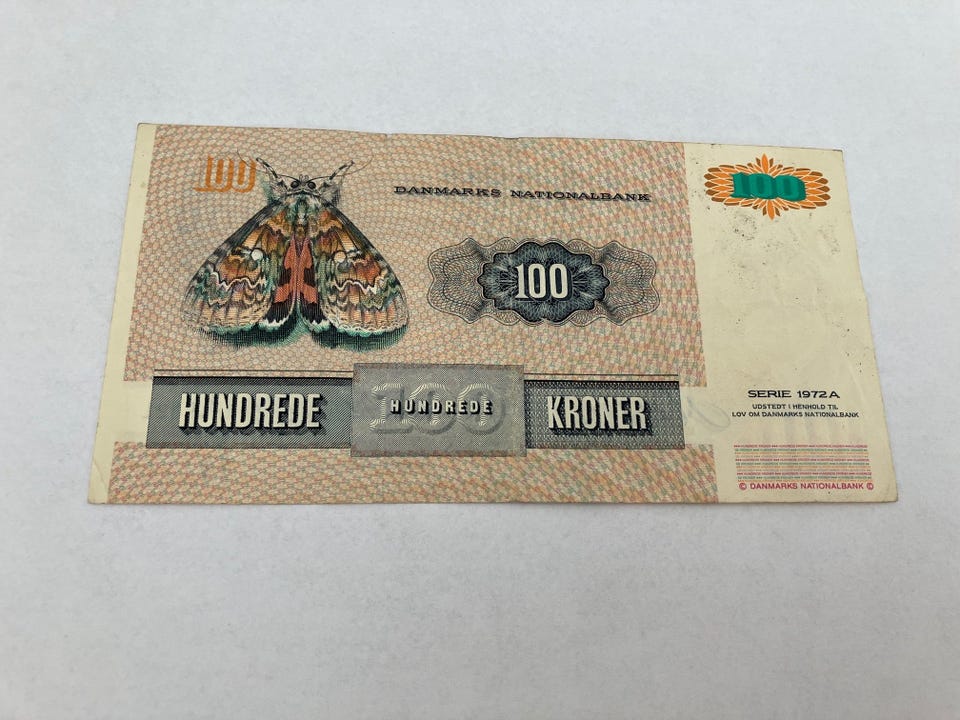 100
DANMARKS NATIONALBANK
100
100
HUNDREDE
100
HUNDREDE
KRONER
SERIE 1972A
UDSTEDT I HENHOLD TIL
LOV OM DANMARKS NATIONALBANK
© DANMARKS NATIONALBANK ©